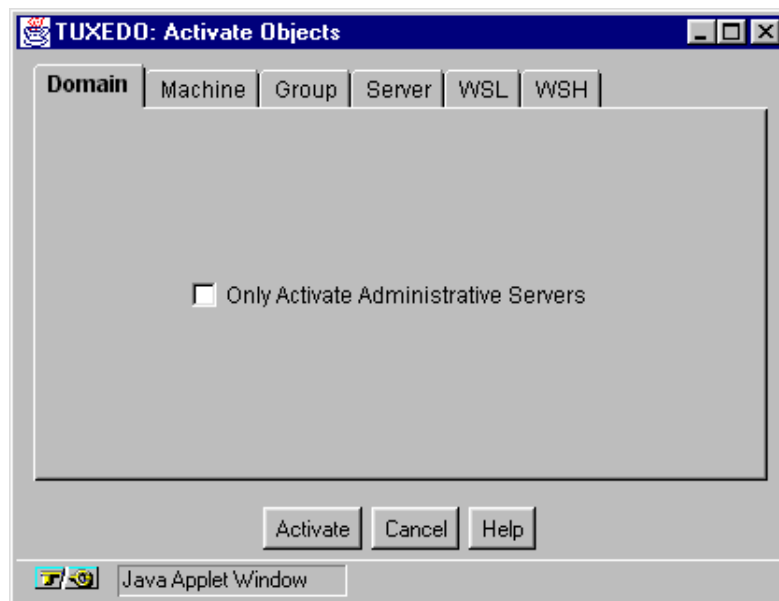 TUXEDO: Activate Objects
Domain Machine Group Server WSL WSH
Only Activate Administrative Servers
Activate Cancel Help
Java Applet Window